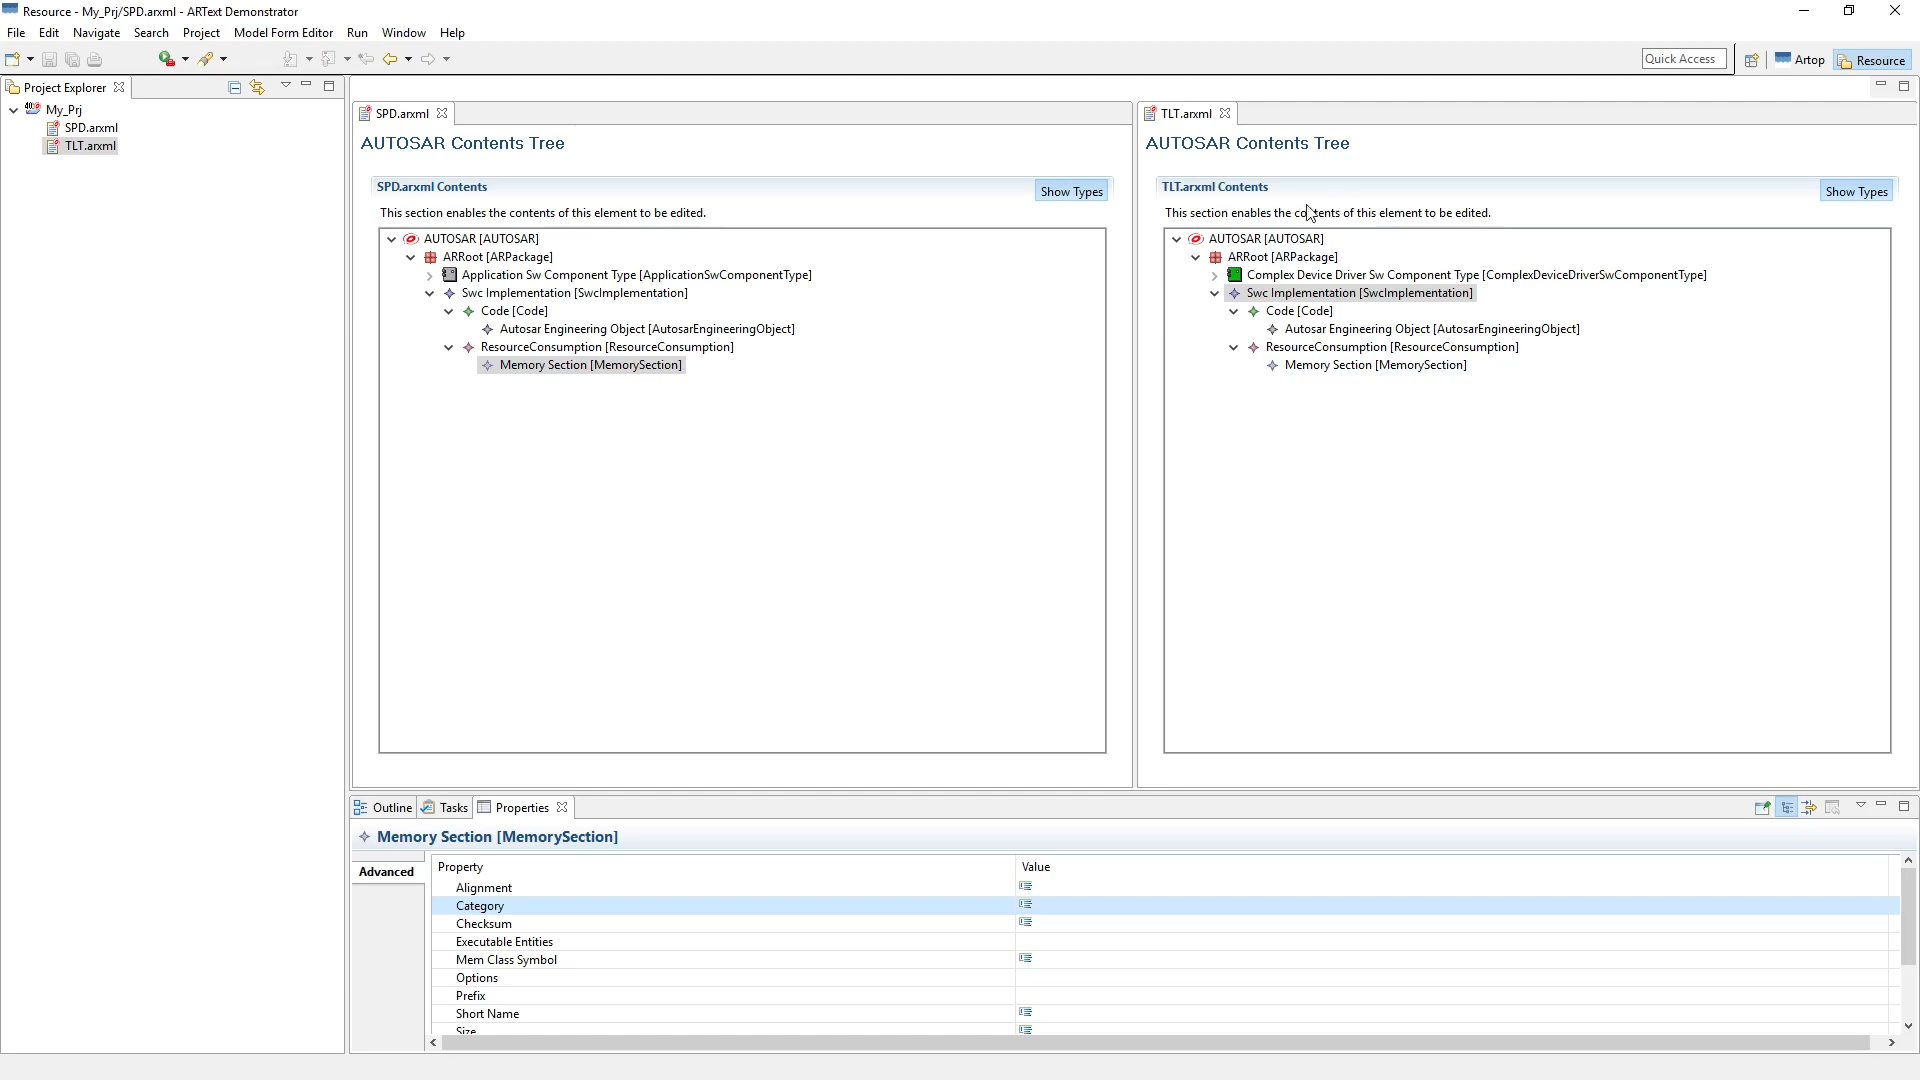 Resource - My_Prj/SPD.arxml - ARText Demonstrator
File Edit Navigate Search Project Model Form Editor Run Window Help
Quick Access
Artop
Resource
Project Explorer
My_Prj
SPD.arxml
TLT.arxml
SPD.arxml
AUTOSAR Contents Tree
SPD.arxml Contents
Show Types
This section enables the contents of this element to be edited.
AUTOSAR [AUTOSAR]
ARRoot [ARPackage]
Application Sw Component Type [ApplicationSwComponentType]
Swc Implementation [SwcImplementation]
Code [Code]
Autosar Engineering Object [AutosarEngineeringObject]
ResourceConsumption [ResourceConsumption]
Memory Section [MemorySection]
TLT.arxml
AUTOSAR Contents Tree
TLT.arxml Contents
Show Types
This section enables the contents of this element to be edited.
AUTOSAR [AUTOSAR]
ARRoot [ARPackage]
Complex Device Driver Sw Component Type [ComplexDeviceDriverSwComponentType]
Swc Implementation [SwcImplementation]
Code [Code]
Autosar Engineering Object [AutosarEngineeringObject]
ResourceConsumption [ResourceConsumption]
Memory Section [MemorySection]
Outline Tasks Properties
Memory Section [MemorySection]
Advanced
Property Value
Alignment
Category
Checksum
Executable Entities
Mem Class Symbol
Options
Prefix
Short Name
Size